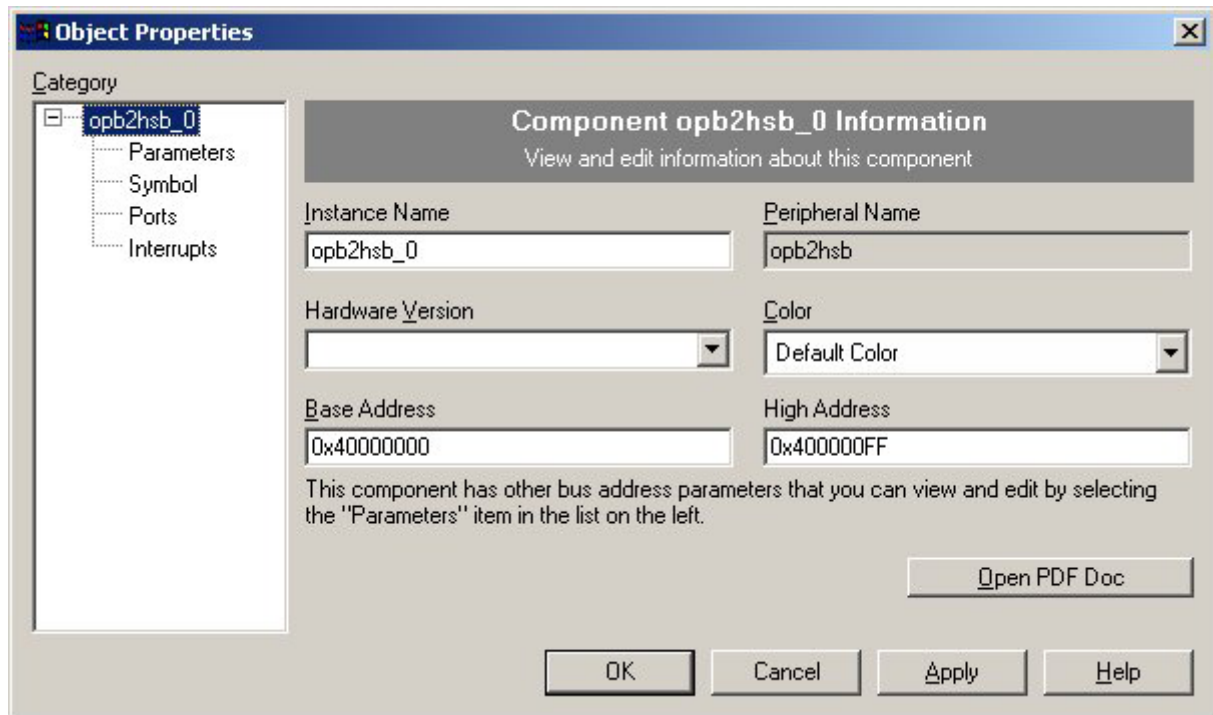 Object Properties
Category
opb2hsb_0
Parameters
Symbol
Ports
Interrupts
Component opb2hsb_0 Information
View and edit information about this component
Instance Name
Peripheral Name
opb2hsb_0
opb2hsb
Hardware Version
Color
Default Color
Base Address
High Address
0x40000000
0x400000FF
This component has other bus address parameters that you can view and edit by selecting
the "Parameters" item in the list on the left.
Open PDF Doc
OK
Cancel
Apply
Help